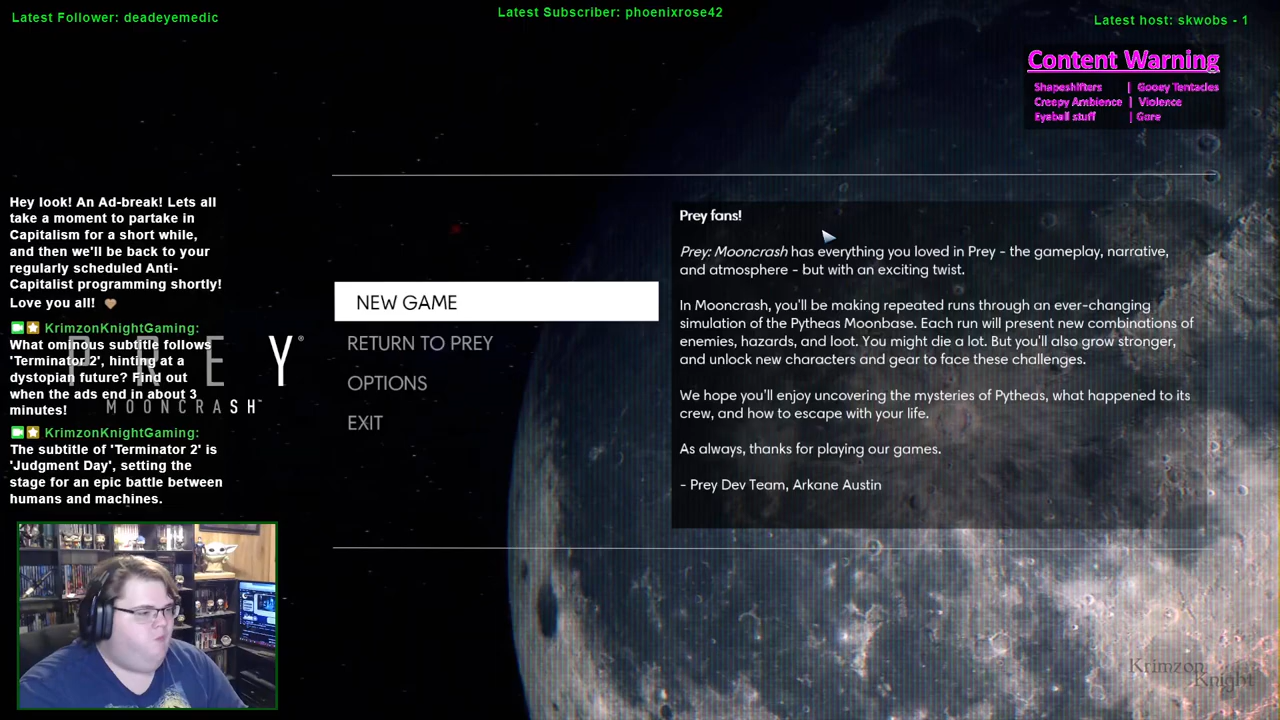 Latest Follower: deadeyemedic
Latest Subscriber: phoenixrose42
Latest host: skwobs - 1
Content Warning
Shapeshifters | Gooey Tentacles
Creepy Ambience | Violence
Eyeball stuff | Gore
Hey look! An Ad-break! Lets all
take a moment to partake in
Capitalism for a short while,
and then we'll be back to your
regularly scheduled Anti-
Capitalist programming shortly!
Love you all!
KrimzonKnightGaming:
What ominous subtitle follows
'Terminator 2', hinting at a
dystopian future? Find out
when the ads end in about 3
minutes!
KrimzonKnightGaming:
The subtitle of 'Terminator 2' is
'Judgment Day', setting the
stage for an epic battle between
humans and machines.
PREY®
MOONCRASH™
NEW GAME
RETURN TO PREY
OPTIONS
EXIT
Prey fans!
Prey: Mooncrash has everything you loved in Prey - the gameplay, narrative,
and atmosphere - but with an exciting twist.
In Mooncrash, you'll be making repeated runs through an ever-changing
simulation of the Pytheas Moonbase. Each run will present new combinations of
enemies, hazards, and loot. You might die a lot. But you'll also grow stronger,
and unlock new characters and gear to face these challenges.
We hope you'll enjoy uncovering the mysteries of Pytheas, what happened to its
crew, and how to escape with your life.
As always, thanks for playing our games.
- Prey Dev Team, Arkane Austin
Krimzon
Knight